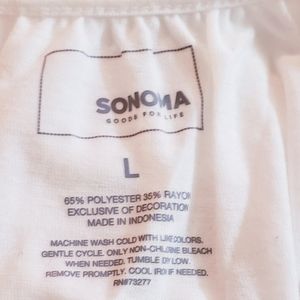 SONOMA
GOODS FOR LIFE
L
65% POLYESTER 35% RAYON
EXCLUSIVE OF DECORATION
MADE IN INDONESIA
MACHINE WASH COLD WITH LIKE COLORS.
GENTLE CYCLE. ONLY NON-CHLORINE BLEACH
WHEN NEEDED. TUMBLE DRY LOW.
REMOVE PROMPTLY. COOL IRON IF NEEDED.
RN#73277